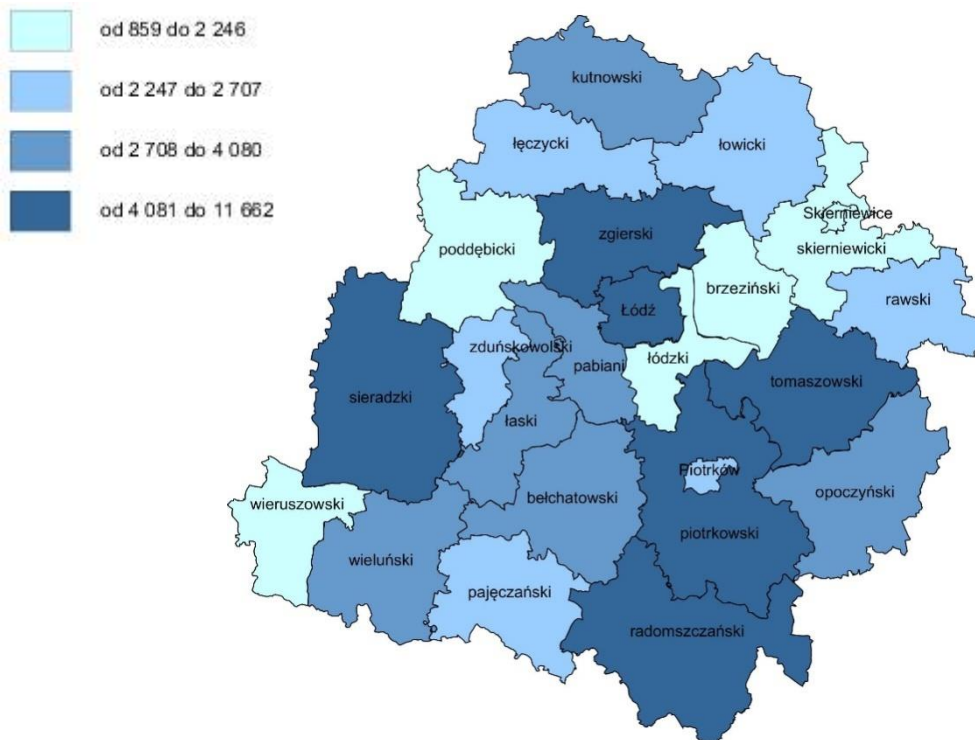 od 859 do 2 246
od 2 247 do 2 707
od 2 708 do 4 080
od 4 081 do 11 662
kutnowski
łęczycki
łowicki
Skierniewice
zgierski
poddębicki
skierniewicki
brzeziński
rawski
Łódź
zduńskowolski
łódzki
pabiani
tomaszowski
sieradzki
łaski
Piotrków
opoczyński
wieruszowski
bełchatowski
piotrkowski
wieluński
pajęczański
radomszczański